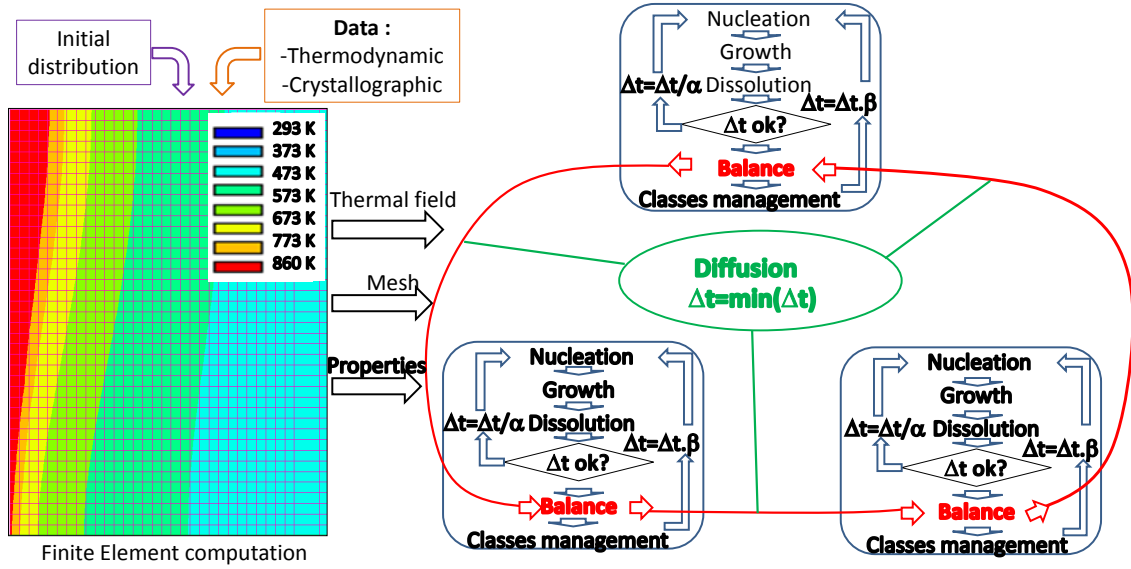 Initial
distribution
Data :
-Thermodynamic
-Crystallographic
293 K
373 K
473 K
573 K
673 K
773 K
860 K
Finite Element computation
Thermal field
Mesh
Properties
Nucleation
Growth
Δt=Δt/α
Dissolution
Δt=Δt.β
Δt ok?
Balance
Classes management
Diffusion
Δt=min(Δt)
Nucleation
Growth
Δt=Δt/α
Dissolution
Δt=Δt.β
Δt ok?
Balance
Classes management
Nucleation
Growth
Δt=Δt/α
Dissolution
Δt=Δt.β
Δt ok?
Balance
Classes management